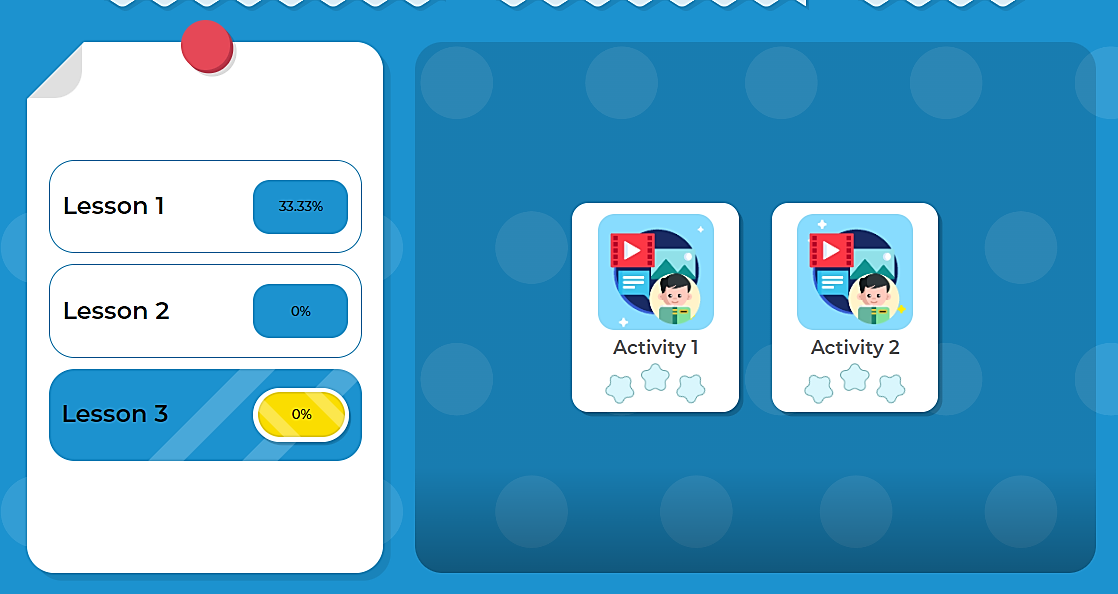 Lesson 1
33.33%
Lesson 2
0%
Lesson 3
0%
Activity 1
Activity 2